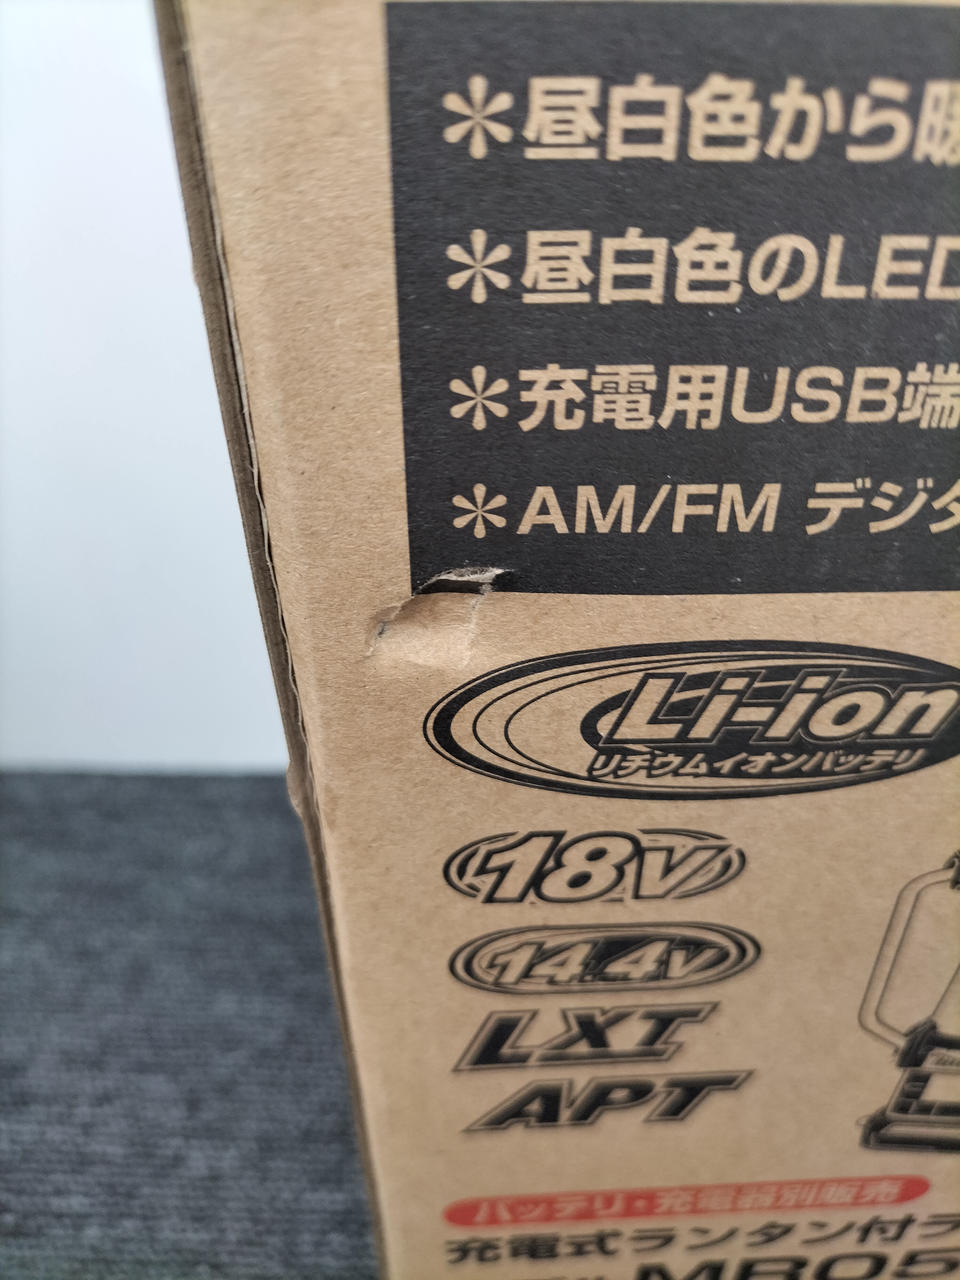 *昼白色から暖
*昼白色のLED
*充電用USB端
*AM/FM デジタ
Li-ion
リチウムイオンバッテリ
18V
14.4V
LXT
APT
バッテリ・充電器別販売
充電式ランタン付ラ
MR05